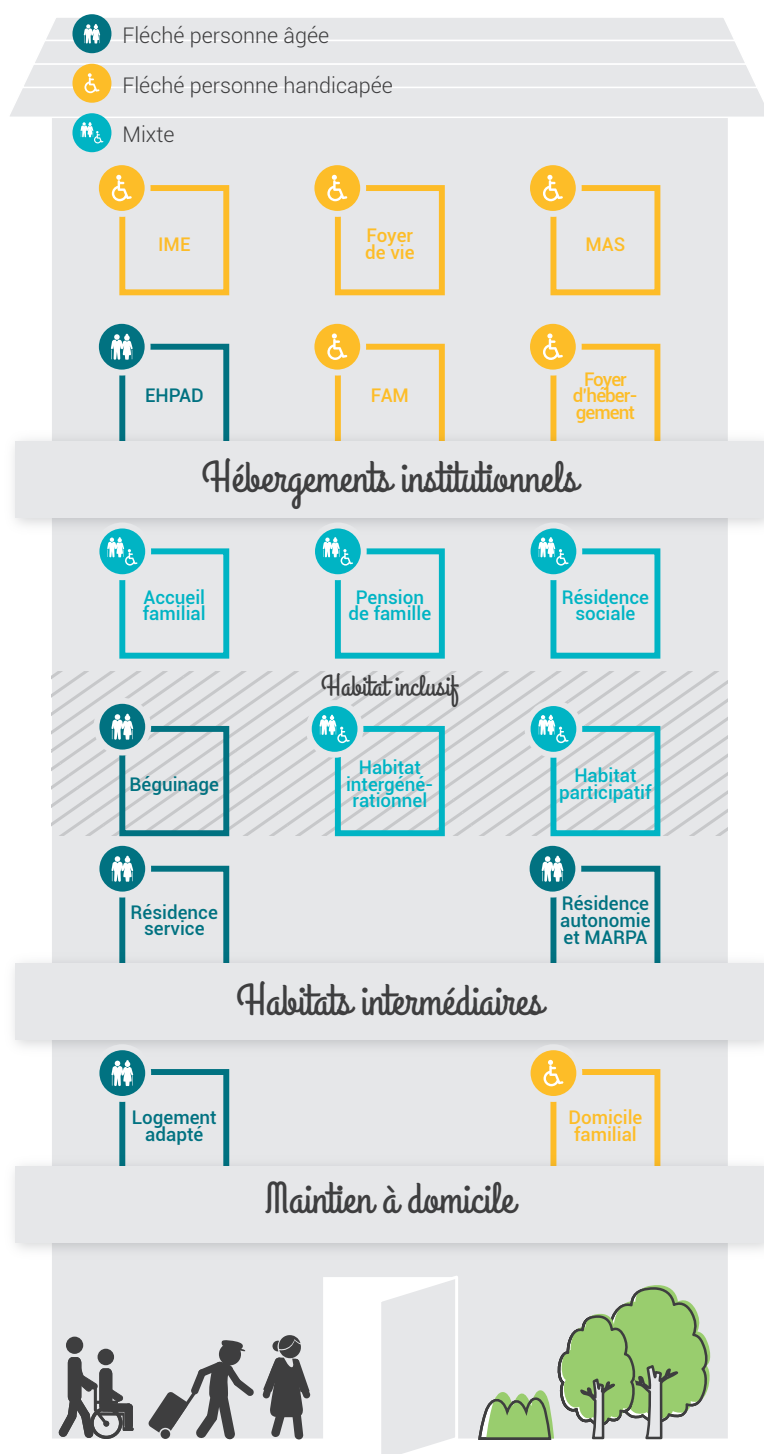 Fléché personne âgée
Fléché personne handicapée
Mixte
IME
Foyer
de vie
MAS
EHPAD
FAM
Foyer
d'héber-
gement
Hébergements institutionnels
Accueil
familial
Pension
de famille
Résidence
sociale
Habitat inclusif
Béguinage
Habitat
intergéné-
rationnel
Habitat
participatif
Résidence
service
Résidence
autonomie
et MARPA
Habitats intermédiaires
Logement
adapté
Domicile
familial
Maintien à domicile